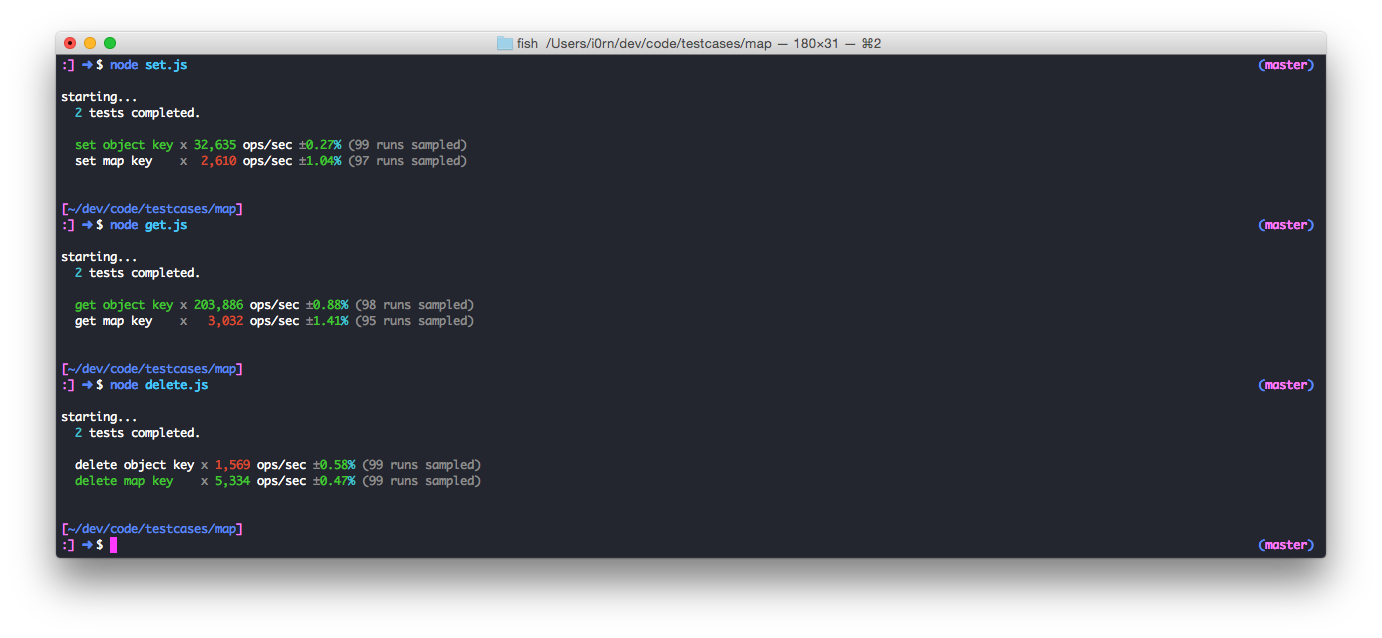 fish /Users/i0rn/dev/code/testcases/map — 180×31 — ⌘2
:] ➜$ node set.js (master)
starting...
2 tests completed.
set object key x 32,635 ops/sec ±0.27% (99 runs sampled)
set map key x 2,610 ops/sec ±1.04% (97 runs sampled)
[~/dev/code/testcases/map]
:] ➜$ node get.js (master)
starting...
2 tests completed.
get object key x 203,886 ops/sec ±0.88% (98 runs sampled)
get map key x 3,032 ops/sec ±1.41% (95 runs sampled)
[~/dev/code/testcases/map]
:] ➜$ node delete.js (master)
starting...
2 tests completed.
delete object key x 1,569 ops/sec ±0.58% (99 runs sampled)
delete map key x 5,334 ops/sec ±0.47% (99 runs sampled)
[~/dev/code/testcases/map]
:] ➜$ (master)